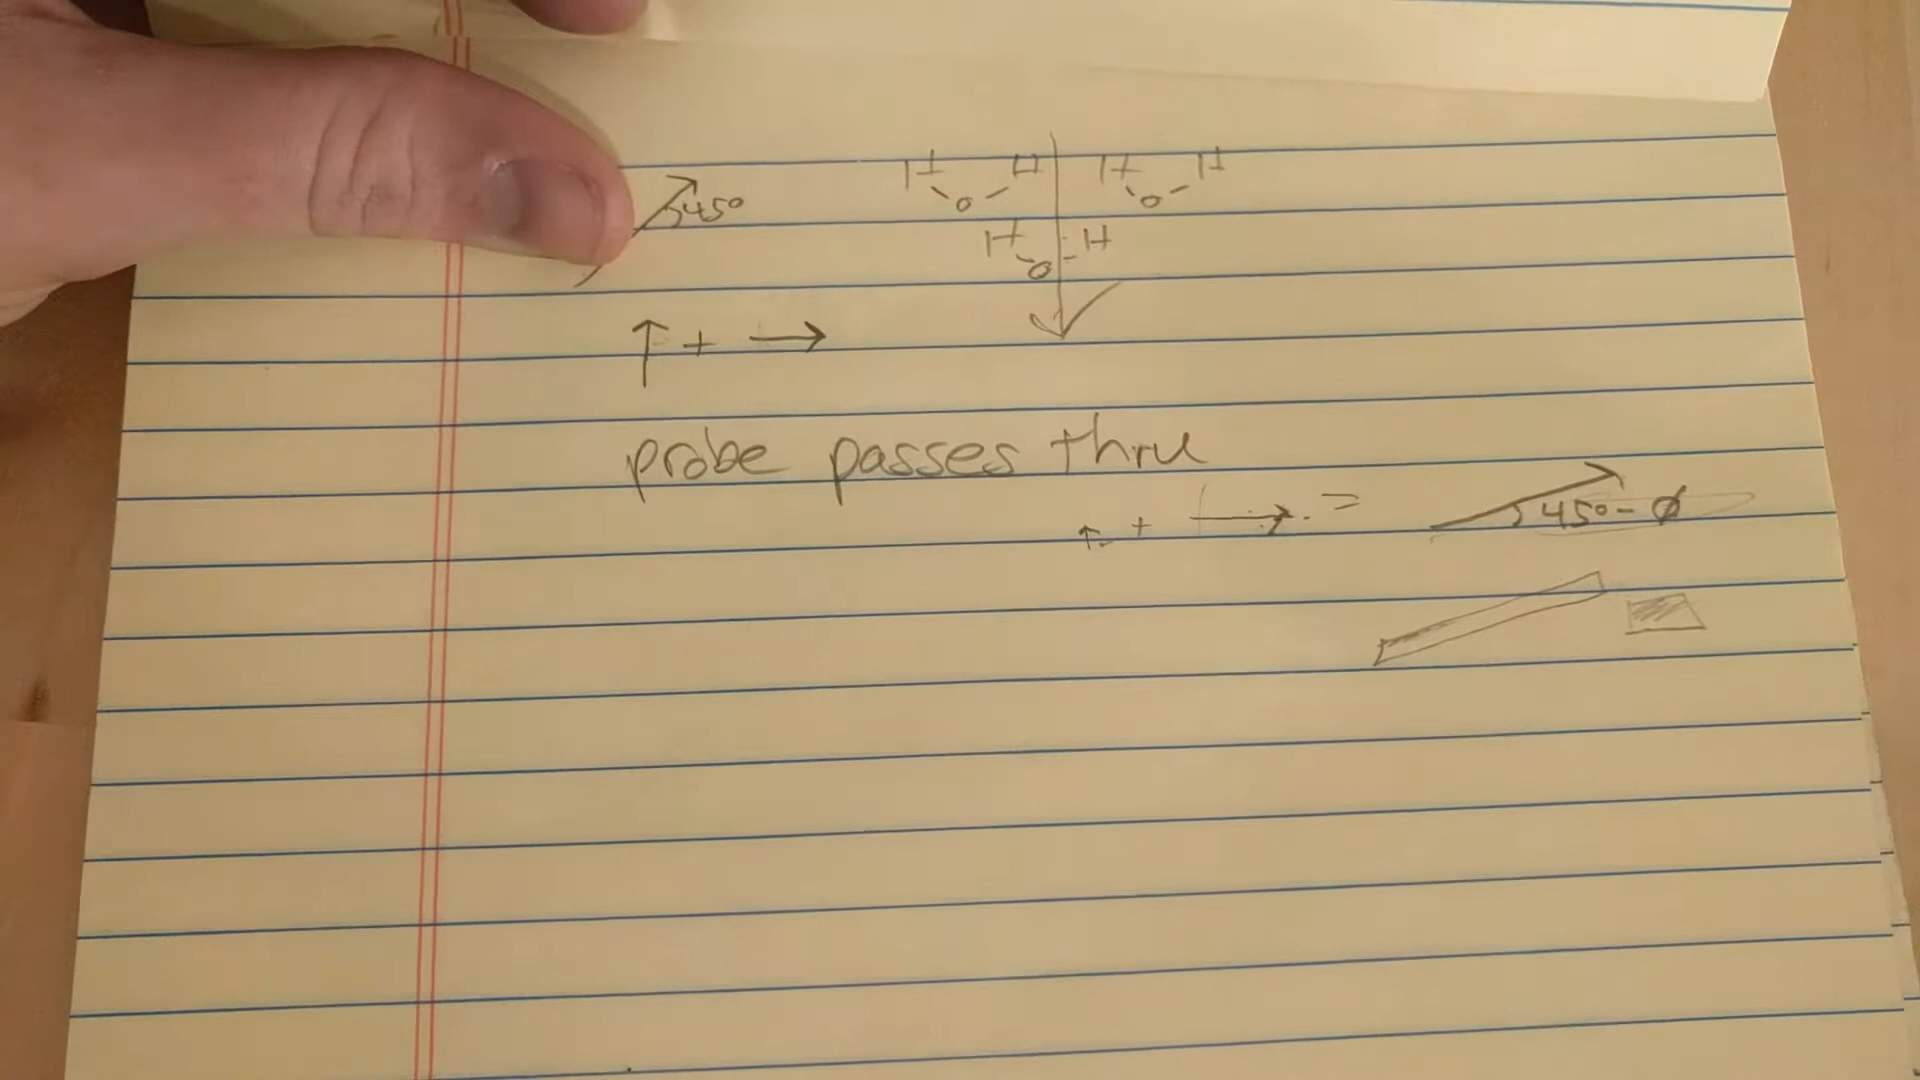 45°
H H H H
O O
H H
O
↑ + →
probe passes thru
↑ + → = 45° - ϕ